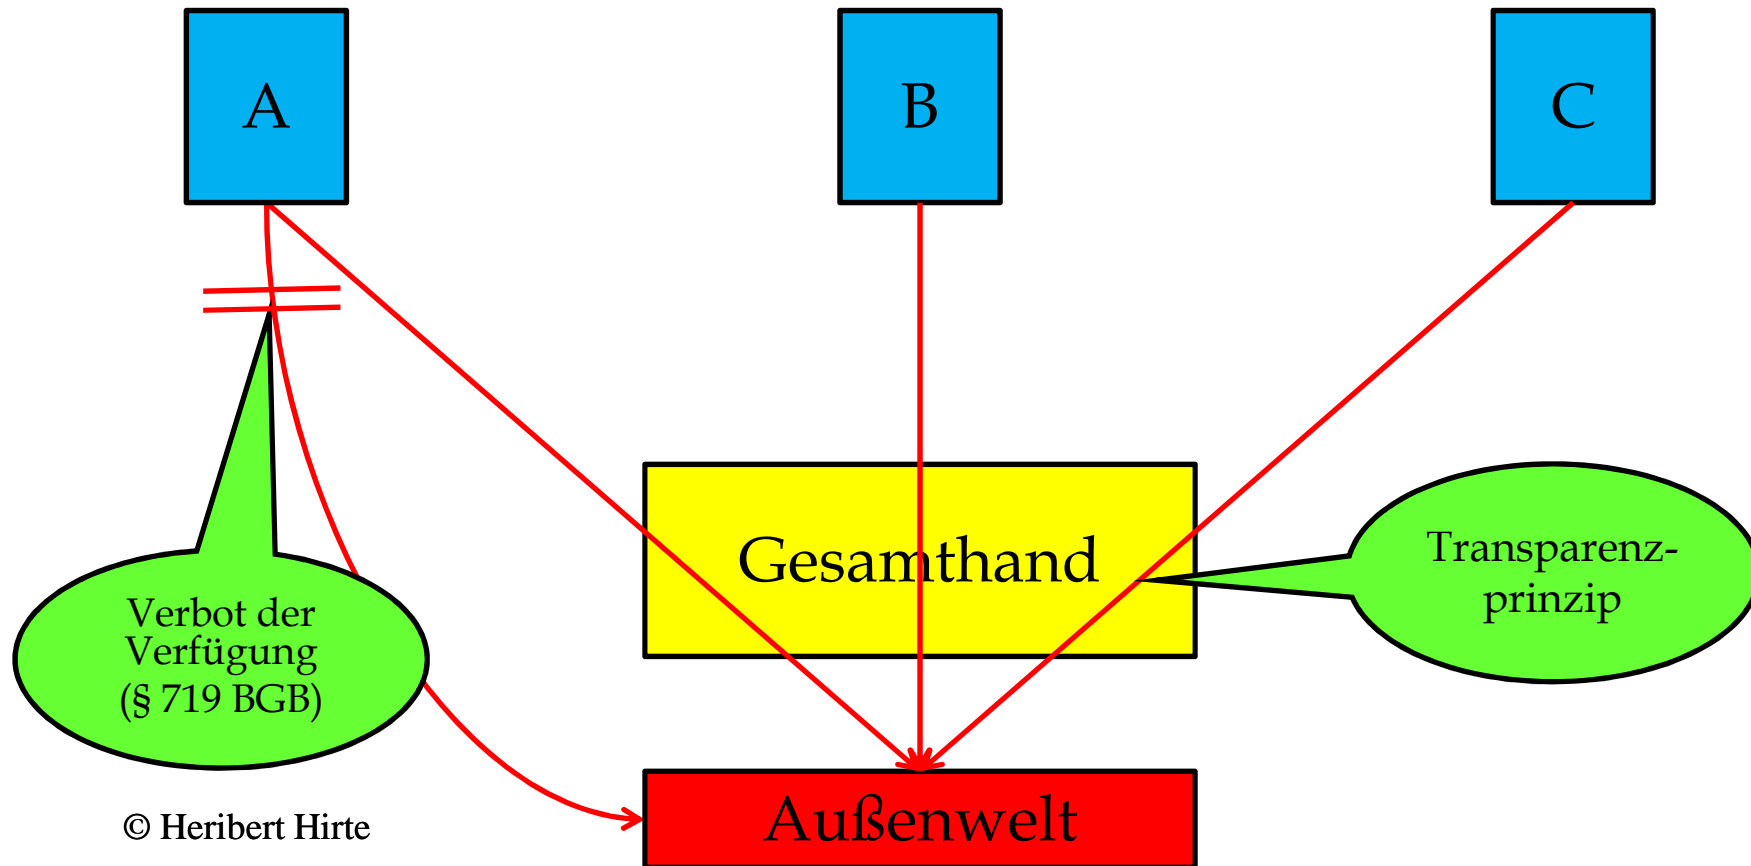 A
B
C
Gesamthand
Transparenz-
prinzip
Verbot der
Verfügung
(§ 719 BGB)
Außenwelt
© Heribert Hirte